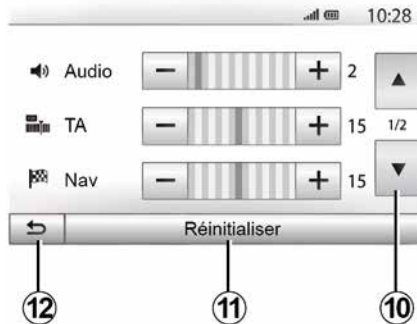 10:28
Audio − + 2
TA − + 15 1/2
Nav − + 15
Réinitialiser
12 11 10